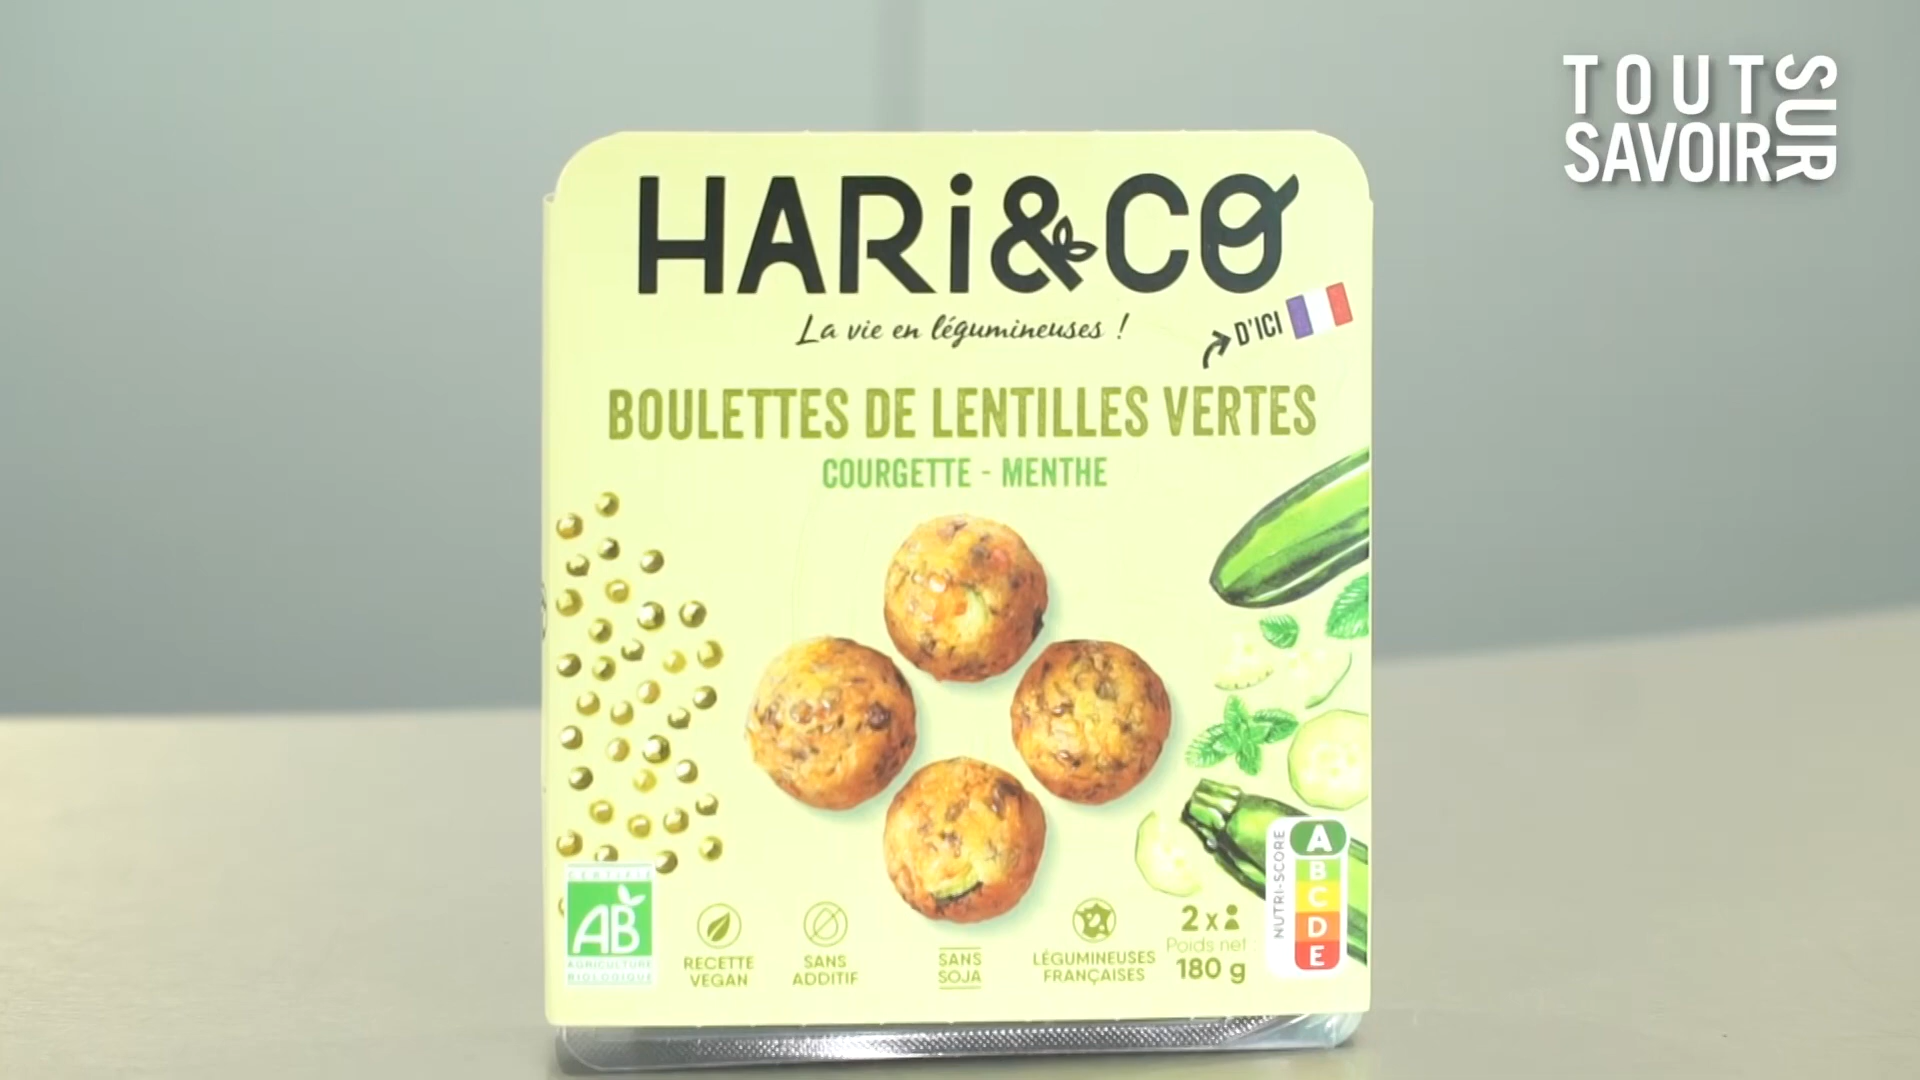 TOUT
SAVOIR
SUR
HARi&CO
La vie en légumineuses !
D'ICI
BOULETTES DE LENTILLES VERTES
COURGETTE - MENTHE
CERTIFIÉ
AB
AGRICULTURE
BIOLOGIQUE
RECETTE
VEGAN
SANS
ADDITIF
SANS
SOJA
LÉGUMINEUSES
FRANÇAISES
2 x
Poids net
180 g
NUTRI-SCORE
A
B
C
D
E